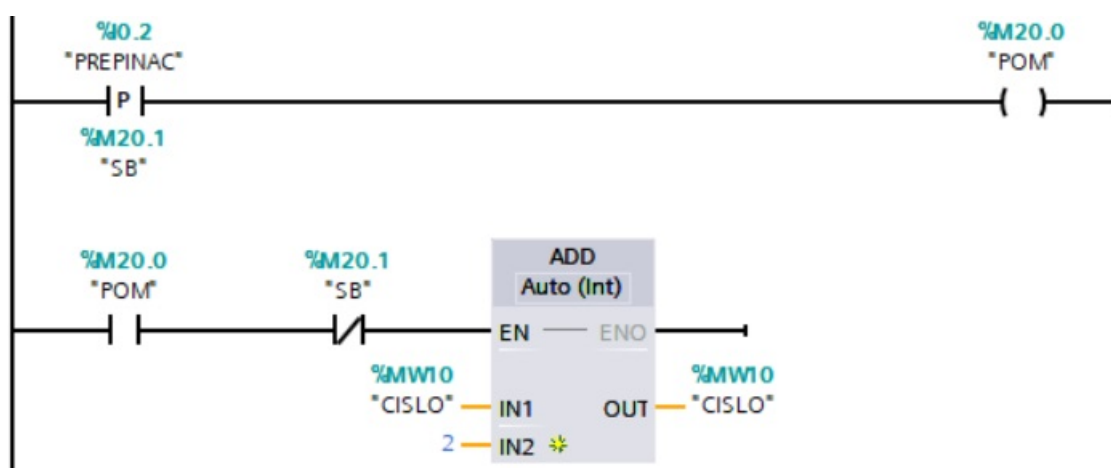 %I0.2
"PREPINAC"
P
%M20.1
"SB"
%M20.0
"POM"
%M20.0
"POM"
%M20.1
"SB"
ADD
Auto (Int)
EN
ENO
%MW10
"CISLO"
IN1
OUT
%MW10
"CISLO"
2
IN2